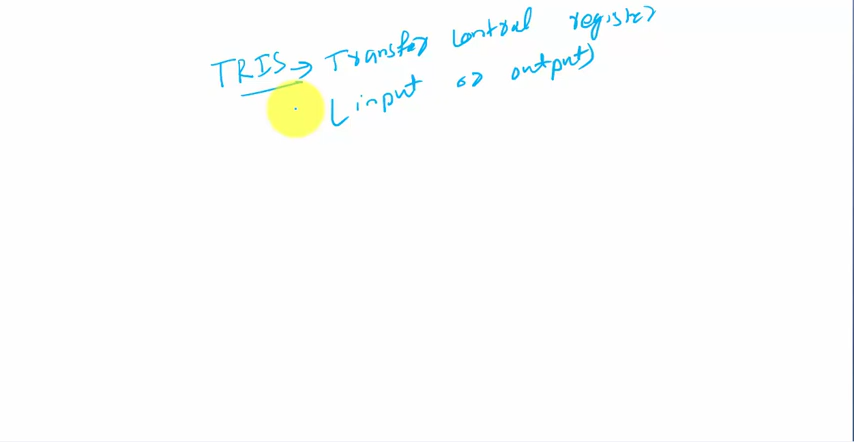 TRIS → Transfer control register
(input or output)